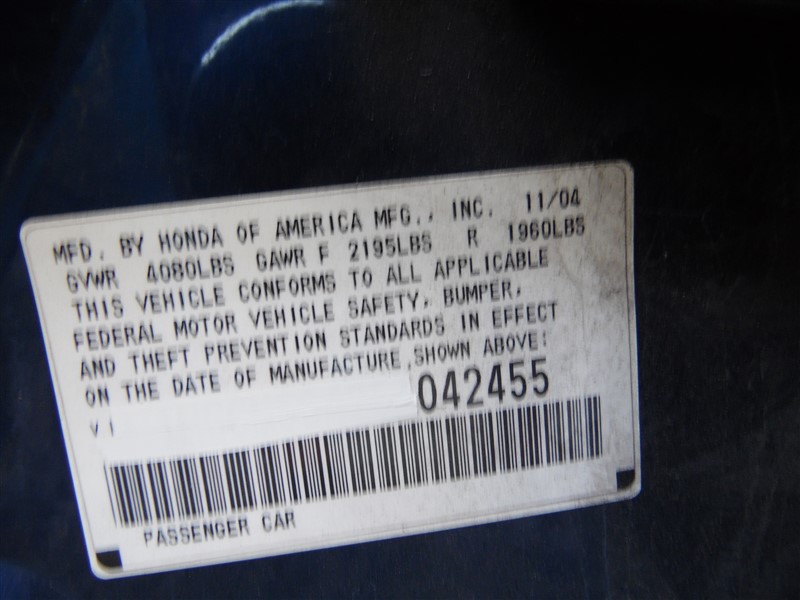 MFD. BY HONDA OF AMERICA MFG., INC. 11/04
GVWR 4080LBS GAWR F 2195LBS R 1960LBS
THIS VEHICLE CONFORMS TO ALL APPLICABLE
FEDERAL MOTOR VEHICLE SAFETY, BUMPER,
AND THEFT PREVENTION STANDARDS IN EFFECT
ON THE DATE OF MANUFACTURE SHOWN ABOVE:
VI 042455
PASSENGER CAR